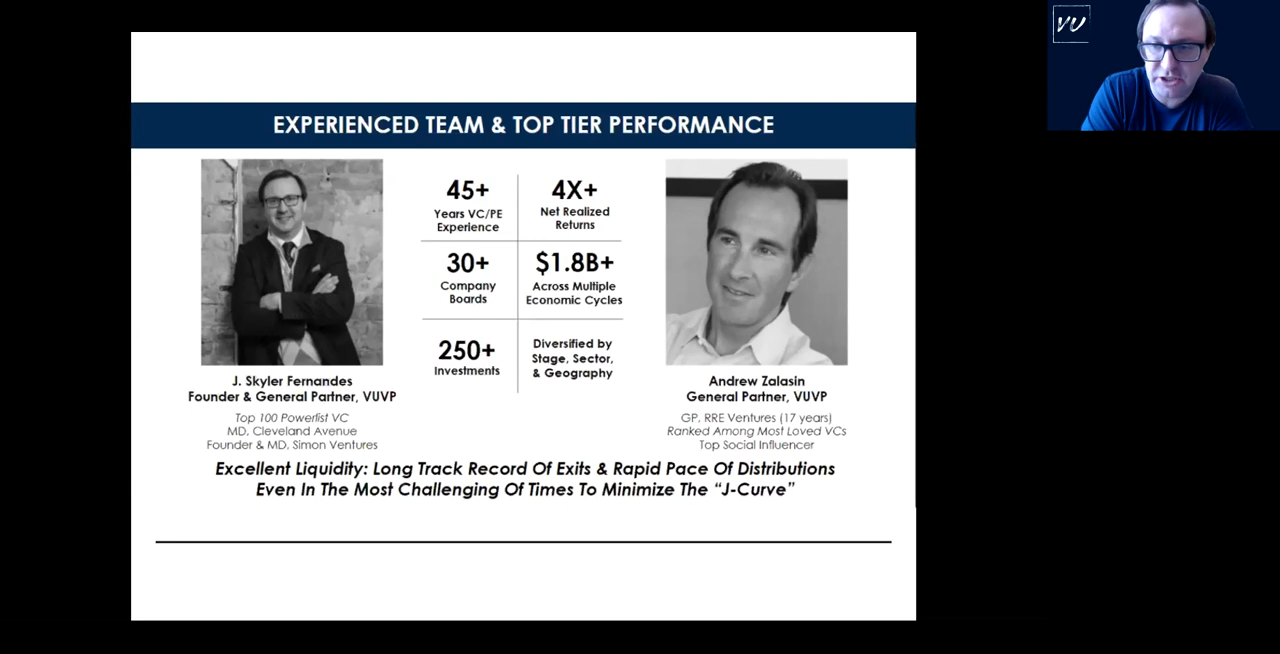 VU
EXPERIENCED TEAM & TOP TIER PERFORMANCE
45+
Years VC/PE
Experience
4X+
Net Realized
Returns
30+
Company
Boards
$1.8B+
Across Multiple
Economic Cycles
250+
Investments
Diversified by
Stage, Sector,
& Geography
J. Skyler Fernandes
Founder & General Partner, VUVP
Top 100 Powerlist VC
MD, Cleveland Avenue
Founder & MD, Simon Ventures
Andrew Zalasin
General Partner, VUVP
GP, RRE Ventures (17 years)
Ranked Among Most Loved VCs
Top Social Influencer
Excellent Liquidity: Long Track Record Of Exits & Rapid Pace Of Distributions
Even In The Most Challenging Of Times To Minimize The “J-Curve”